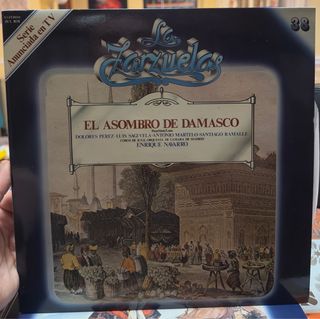 Serie
Anunciada en TV
La
Zarzuelas
38
EL ASOMBRO DE DAMASCO
DOLORES PEREZ·LUIS SAGI-VELA·ANTONIO MARTELO·SANTIAGO RAMALLE
ENRIQUE NAVARRO